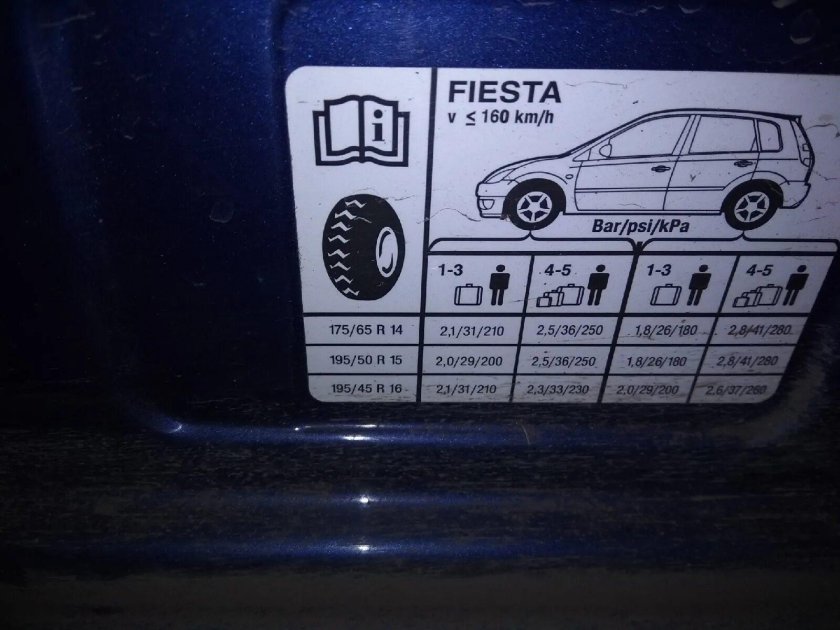 FIESTA
v ≤ 160 km/h
Bar/psi/kPa
1-3 4-5 1-3 4-5
175/65 R 14 2,1/31/210 2,5/36/250 1,8/26/180 2,8/41/280
195/50 R 15 2,0/29/200 2,5/36/250 1,8/26/180 2,8/41/280
195/45 R 16 2,1/31/210 2,3/33/230 2,0/29/200 2,6/37/260